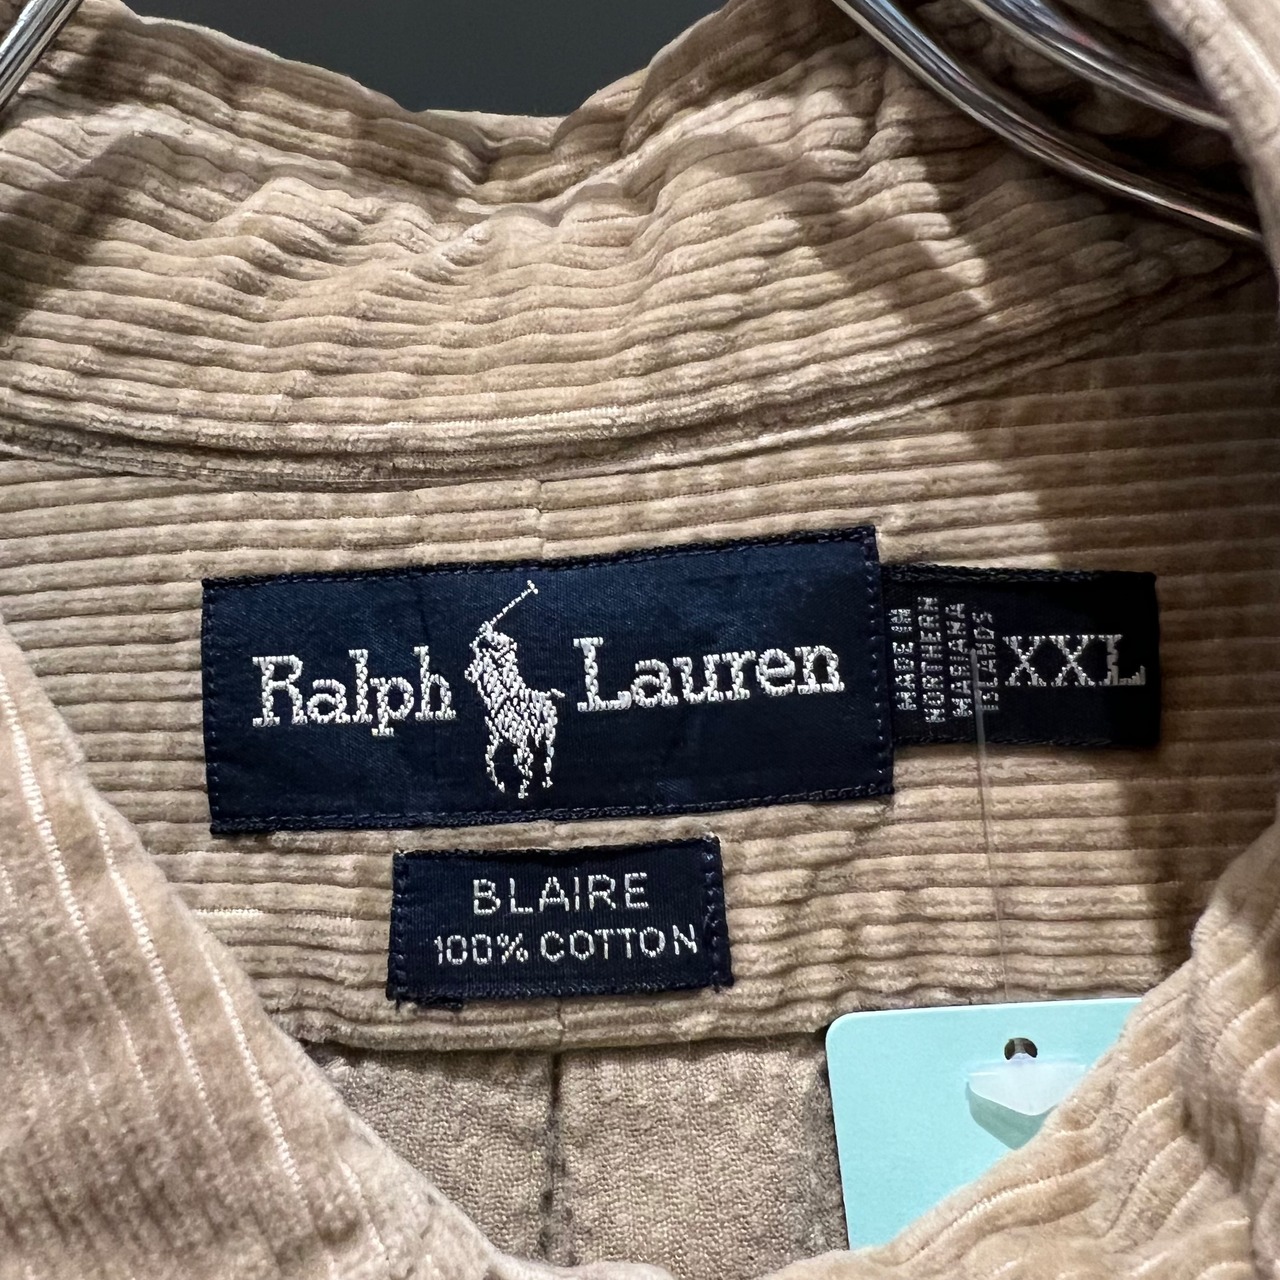 Ralph Lauren
MADE IN
NORTHERN
MARIANA
ISLANDS
XXL
BLAIRE
100% COTTON